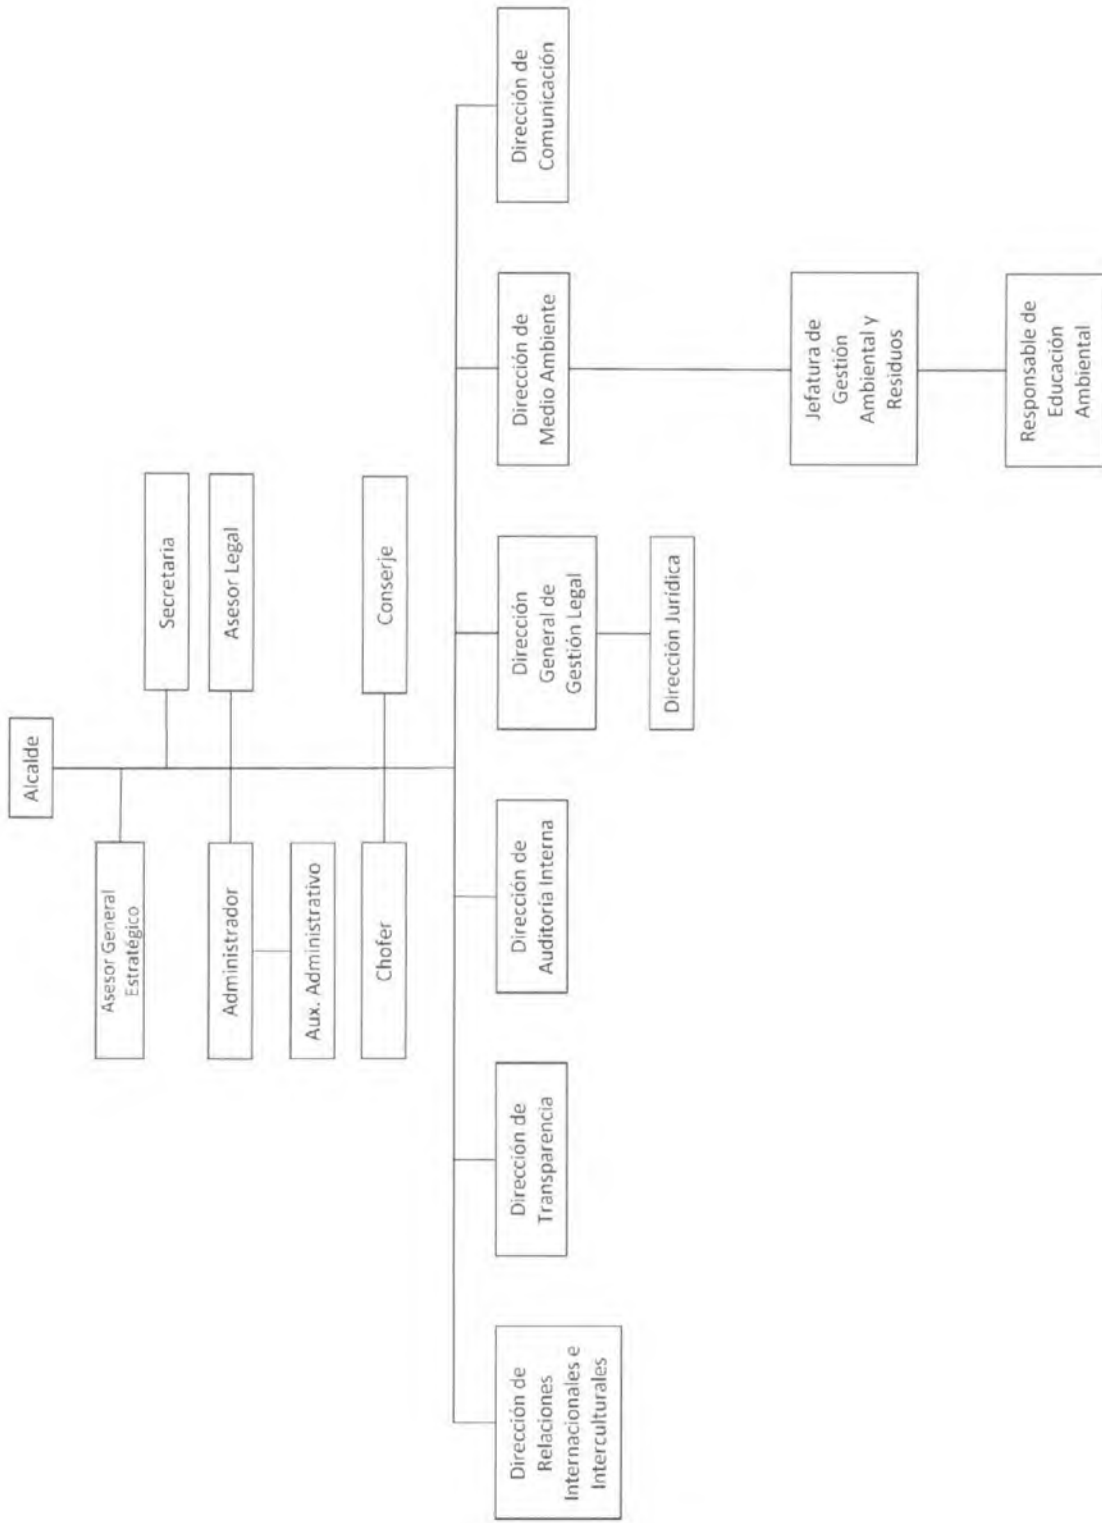 Alcalde
Asesor General
Estratégico
Secretaria
Administrador
Asesor Legal
Aux. Administrativo
Chofer
Conserje
Dirección de
Relaciones
Internacionales e
Interculturales
Dirección de
Transparencia
Dirección de
Auditoría Interna
Dirección
General de
Gestión Legal
Dirección de
Medio Ambiente
Dirección de
Comunicación
Dirección Jurídica
Jefatura de
Gestión
Ambiental y
Residuos
Responsable de
Educación
Ambiental